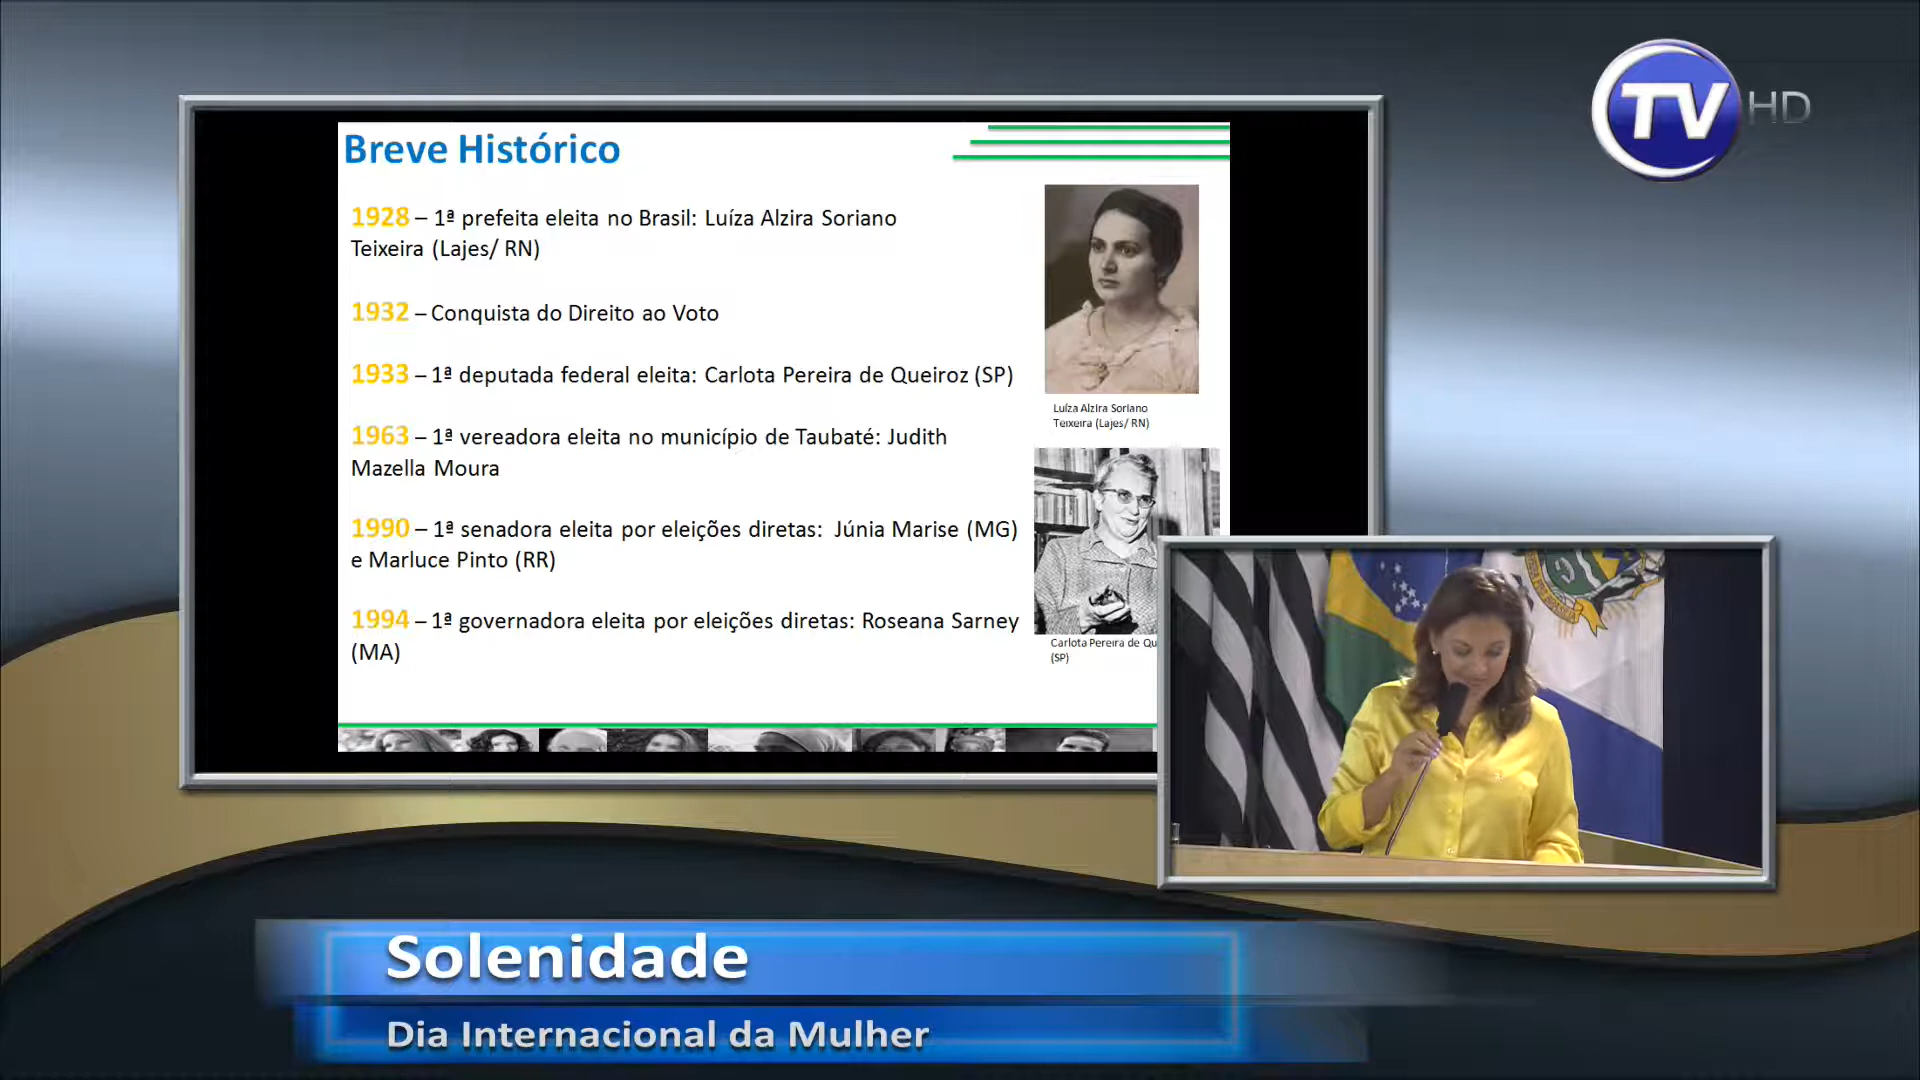 TV HD
Breve Histórico
1928 – 1ª prefeita eleita no Brasil: Luíza Alzira Soriano
Teixeira (Lajes/ RN)
1932 – Conquista do Direito ao Voto
1933 – 1ª deputada federal eleita: Carlota Pereira de Queiroz (SP)
1963 – 1ª vereadora eleita no município de Taubaté: Judith
Mazella Moura
1990 – 1ª senadora eleita por eleições diretas: Júnia Marise (MG)
e Marluce Pinto (RR)
1994 – 1ª governadora eleita por eleições diretas: Roseana Sarney
(MA)
Luíza Alzira Soriano
Teixeira (Lajes/ RN)
Carlota Pereira de Qu
(SP)
Solenidade
Dia Internacional da Mulher